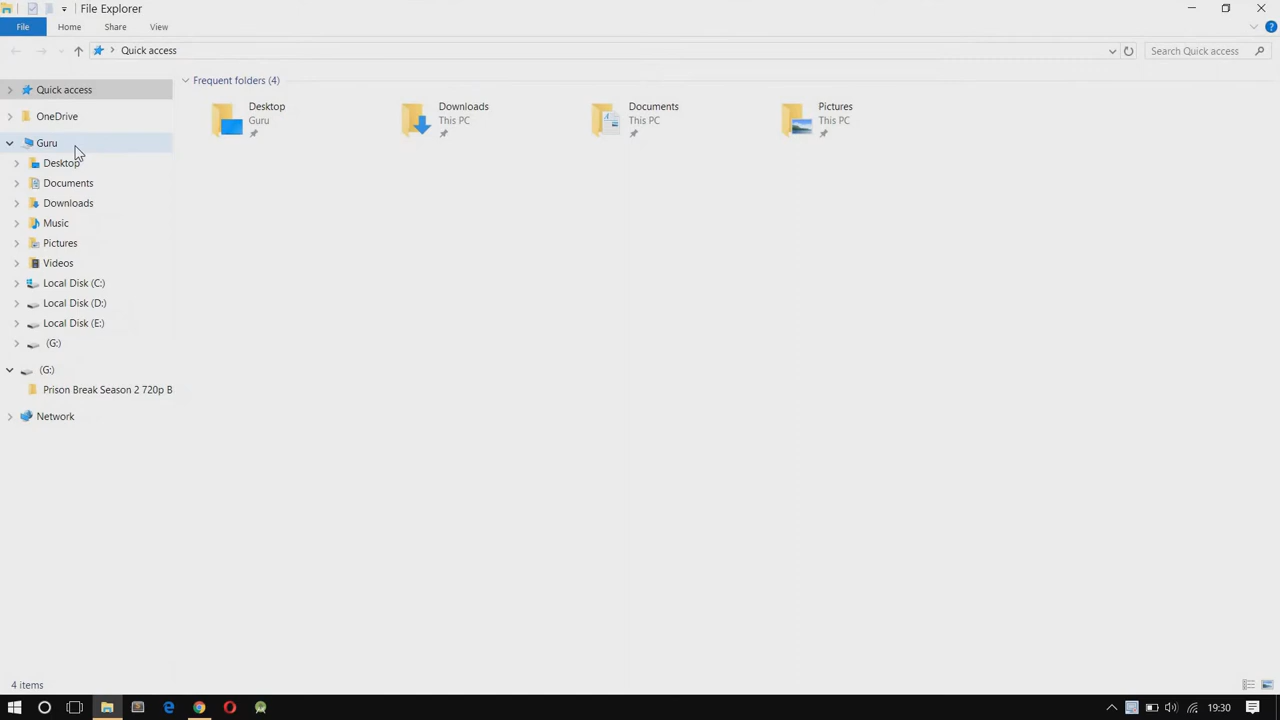 File Explorer
File Home Share View
Quick access Search Quick access
Quick access
OneDrive
Guru
Desktop
Documents
Downloads
Music
Pictures
Videos
Local Disk (C:)
Local Disk (D:)
Local Disk (E:)
(G:)
(G:)
Prison Break Season 2 720p B
Network
Frequent folders (4)
Desktop
Guru
Downloads
This PC
Documents
This PC
Pictures
This PC
4 items
19:30